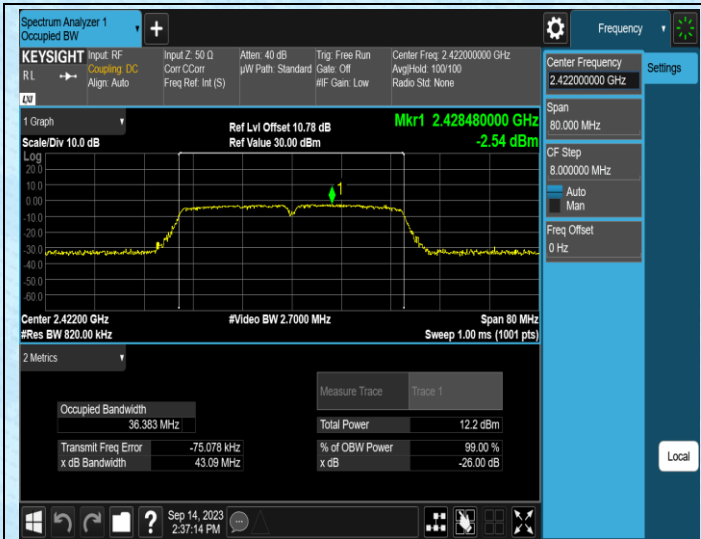 Spectrum Analyzer 1
Occupied BW
Frequency
KEYSIGHT
R L
LXI
Input: RF
Coupling: DC
Align: Auto
Input Z: 50 Ω
Corr CCorr
Freq Ref: Int (S)
Atten: 40 dB
µW Path: Standard
Trig: Free Run
Gate: Off
#IF Gain: Low
Center Freq: 2.422000000 GHz
Avg|Hold: 100/100
Radio Std: None
Center Frequency
2.422000000 GHz
Settings
Span
80.000 MHz
CF Step
8.000000 MHz
Auto
Man
Freq Offset
0 Hz
Local
1 Graph
Scale/Div 10.0 dB
Ref Lvl Offset 10.78 dB
Ref Value 30.00 dBm
Mkr1 2.428480000 GHz
-2.54 dBm
Log
20.0
10.0
0.00
-10.0
-20.0
-30.0
-40.0
-50.0
-60.0
1
Center 2.42200 GHz
#Video BW 2.7000 MHz
Span 80 MHz
#Res BW 820.00 kHz
Sweep 1.00 ms (1001 pts)
2 Metrics
Measure Trace
Trace 1
Occupied Bandwidth
36.383 MHz
Total Power
12.2 dBm
Transmit Freq Error
-75.078 kHz
% of OBW Power
99.00 %
x dB Bandwidth
43.09 MHz
x dB
-26.00 dB
?
Sep 14, 2023
2:37:14 PM